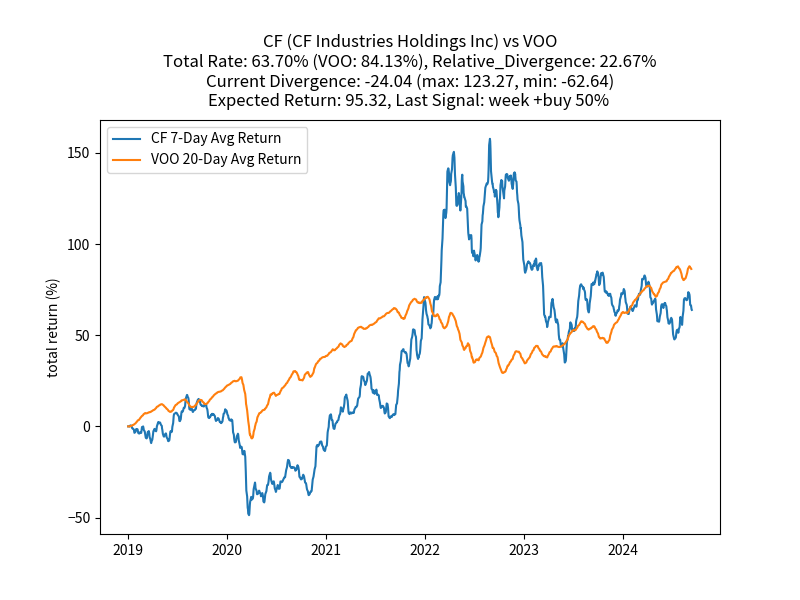 CF (CF Industries Holdings Inc) vs VOO
Total Rate: 63.70% (VOO: 84.13%), Relative_Divergence: 22.67%
Current Divergence: -24.04 (max: 123.27, min: -62.64)
Expected Return: 95.32, Last Signal: week +buy 50%
CF 7-Day Avg Return
VOO 20-Day Avg Return
total return (%)
150
100
50
0
−50
2019 2020 2021 2022 2023 2024